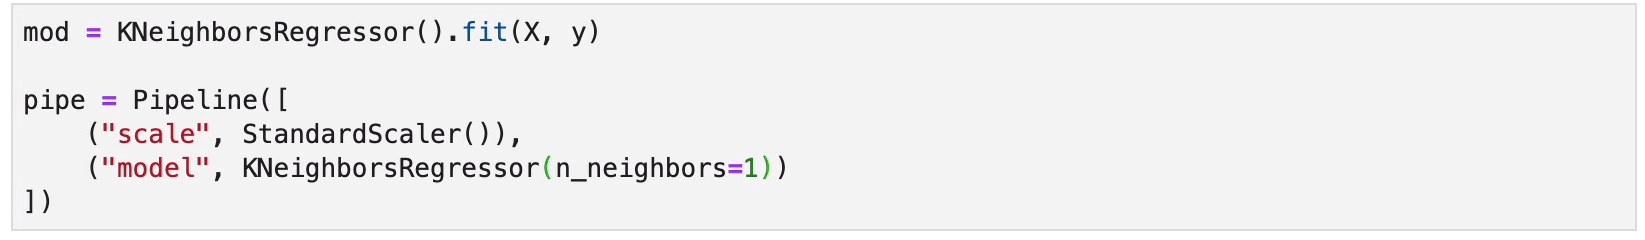 mod = KNeighborsRegressor().fit(X, y)

pipe = Pipeline([
    ("scale", StandardScaler()),
    ("model", KNeighborsRegressor(n_neighbors=1))
])